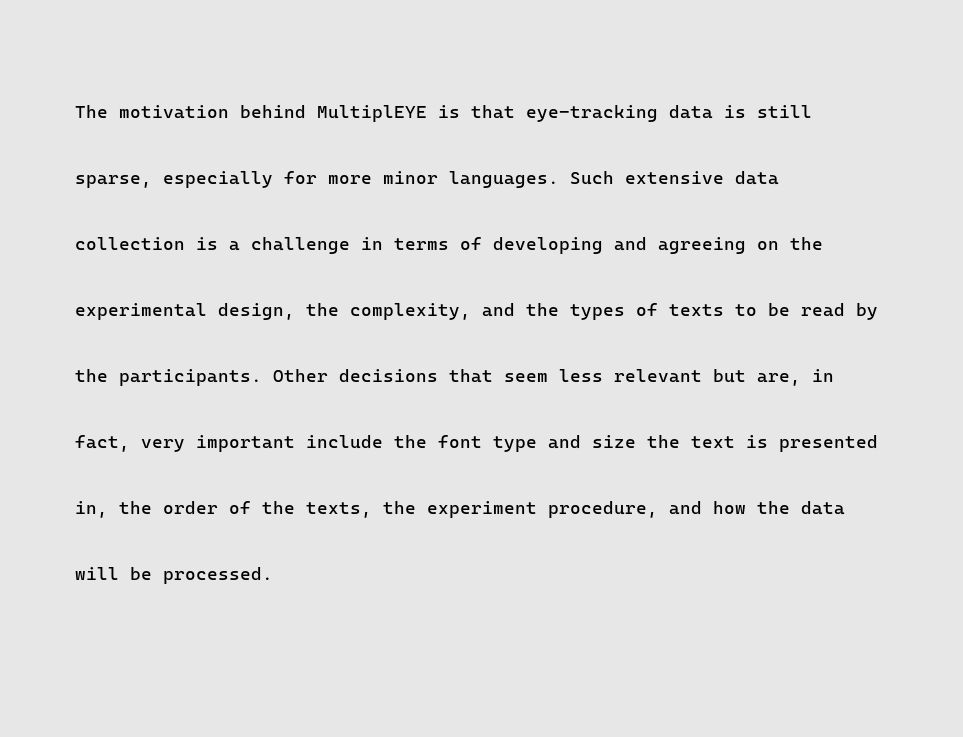 The motivation behind MultiplEYE is that eye-tracking data is still
sparse, especially for more minor languages. Such extensive data
collection is a challenge in terms of developing and agreeing on the
experimental design, the complexity, and the types of texts to be read by
the participants. Other decisions that seem less relevant but are, in
fact, very important include the font type and size the text is presented
in, the order of the texts, the experiment procedure, and how the data
will be processed.